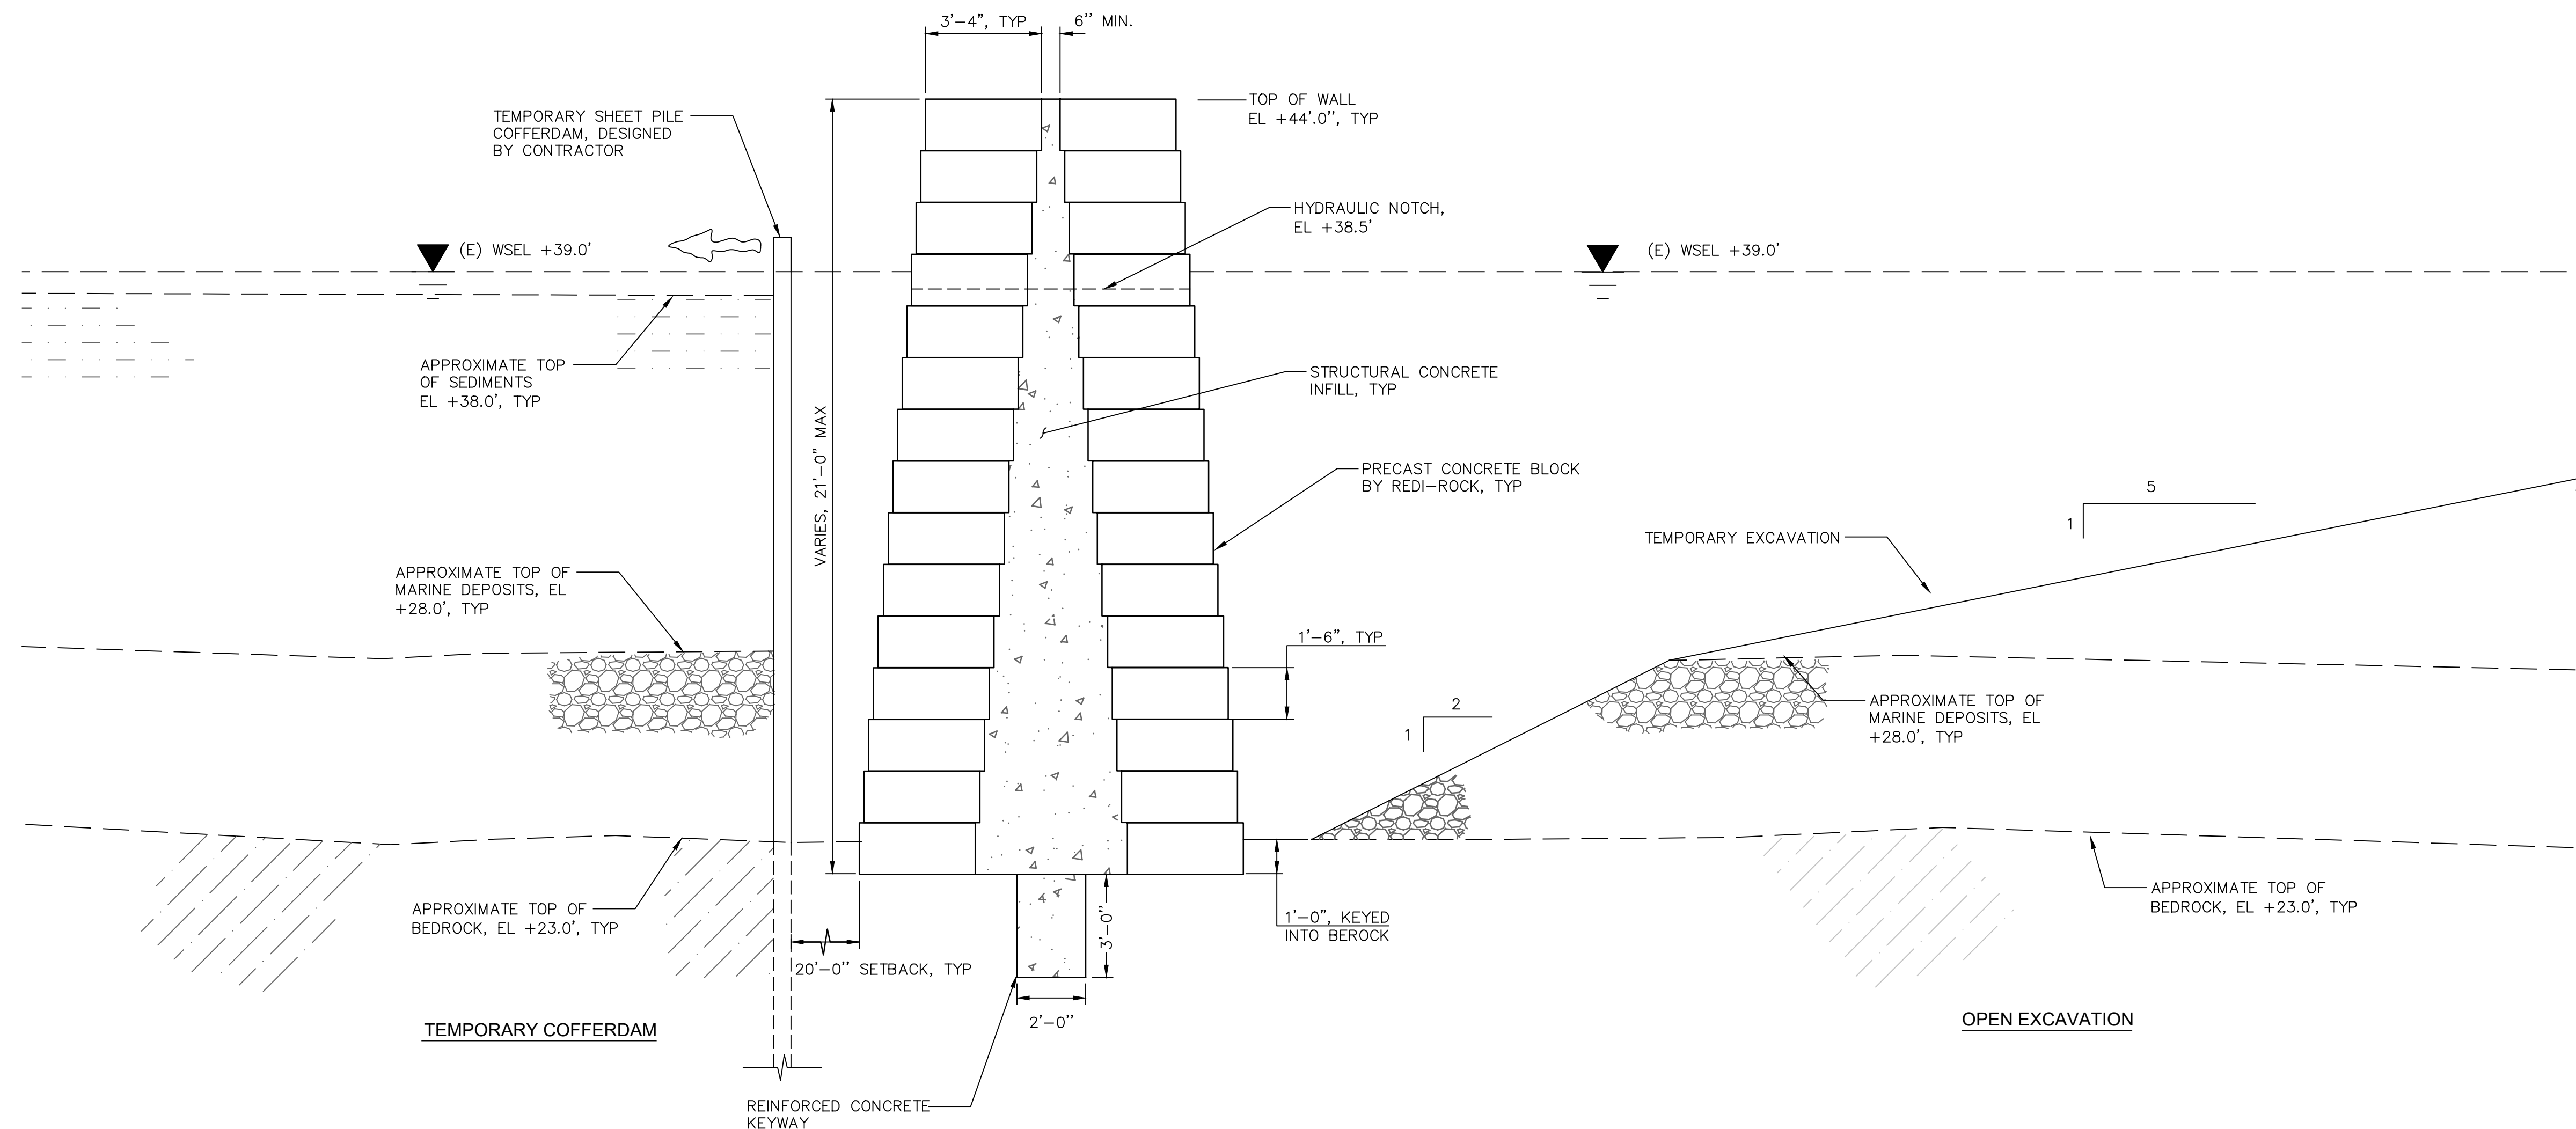 3'-4", TYP
6'' MIN.
TEMPORARY SHEET PILE
COFFERDAM, DESIGNED
BY CONTRACTOR
TOP OF WALL
EL +44'.0'', TYP
HYDRAULIC NOTCH,
EL +38.5'
(E) WSEL +39.0'
(E) WSEL +39.0'
APPROXIMATE TOP
OF SEDIMENTS
EL +38.0', TYP
STRUCTURAL CONCRETE
INFILL, TYP
VARIES, 21'-0" MAX
PRECAST CONCRETE BLOCK
BY REDI-ROCK, TYP
5
1
TEMPORARY EXCAVATION
APPROXIMATE TOP OF
MARINE DEPOSITS, EL
+28.0', TYP
1'-6", TYP
2
1
APPROXIMATE TOP OF
MARINE DEPOSITS, EL
+28.0', TYP
APPROXIMATE TOP OF
BEDROCK, EL +23.0', TYP
1'-0'', KEYED
INTO BEROCK
3'-0''
APPROXIMATE TOP OF
BEDROCK, EL +23.0', TYP
20'-0'' SETBACK, TYP
2'-0''
TEMPORARY COFFERDAM
OPEN EXCAVATION
REINFORCED CONCRETE
KEYWAY